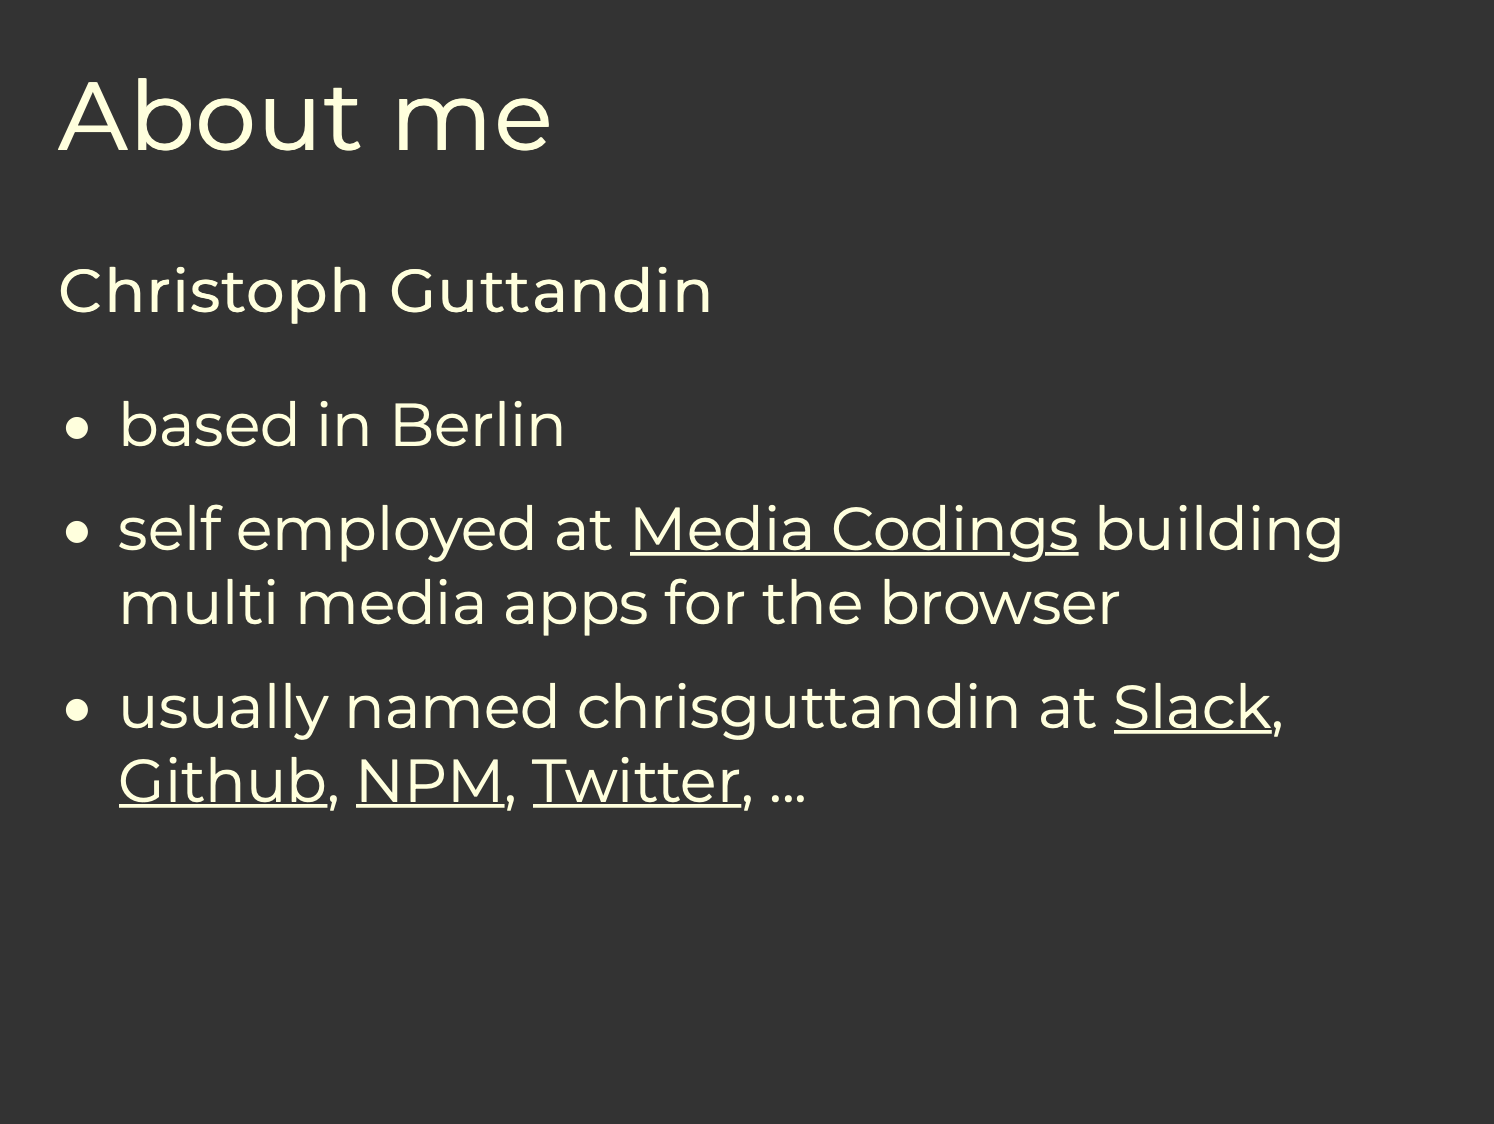 About me
Christoph Guttandin
• based in Berlin
• self employed at Media Codings building
multi media apps for the browser
• usually named chrisguttandin at Slack,
Github, NPM, Twitter, ...